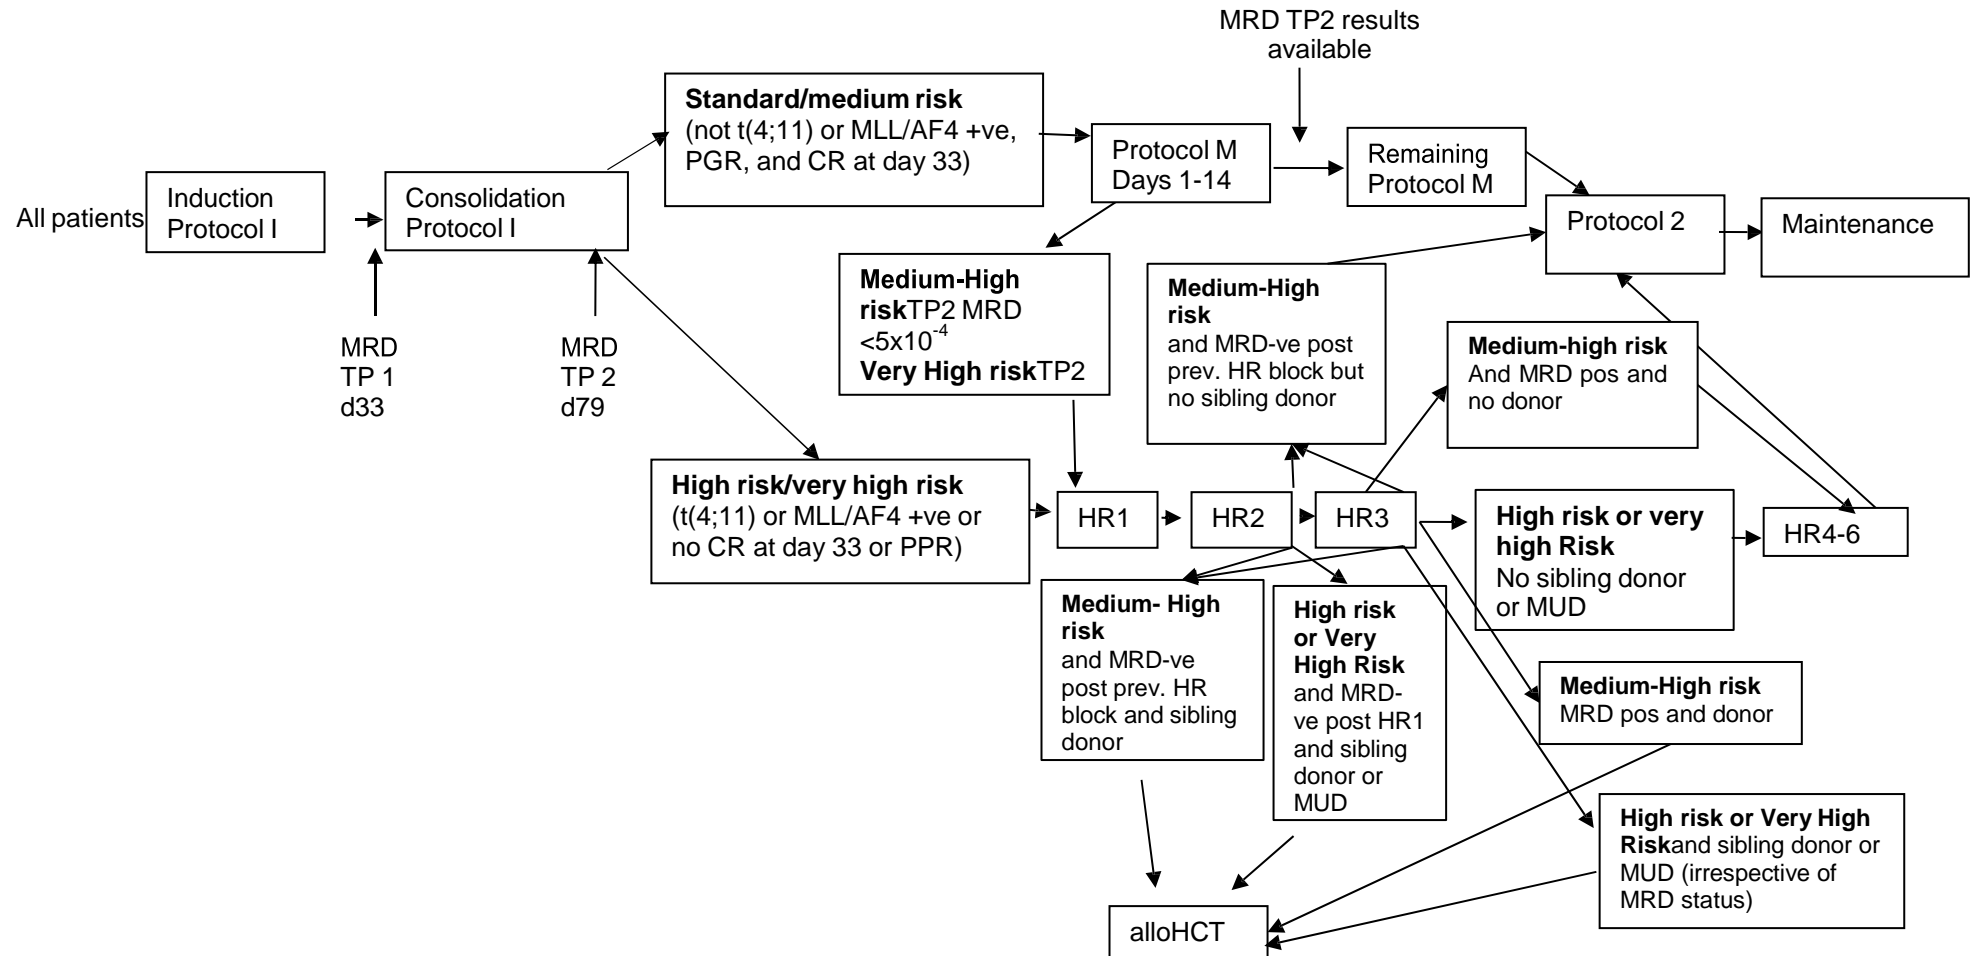 MRD TP2 results
available
Standard/medium risk
(not t(4;11) or MLL/AF4 +ve,
PGR, and CR at day 33)
Protocol M
Days 1-14
Remaining
Protocol M
All patients
Induction
Protocol I
Consolidation
Protocol I
Protocol 2
Maintenance
MRD
TP 1
d33
MRD
TP 2
d79
Medium-High
riskTP2 MRD
<5x10⁻⁴
Very High riskTP2
Medium-High
risk
and MRD-ve post
prev. HR block but
no sibling donor
Medium-high risk
And MRD pos and
no donor
High risk/very high risk
(t(4;11) or MLL/AF4 +ve or
no CR at day 33 or PPR)
HR1
HR2
HR3
High risk or very
high Risk
No sibling donor
or MUD
HR4-6
Medium- High
risk
and MRD-ve
post prev. HR
block and sibling
donor
High risk
or Very
High Risk
and MRD-
ve post HR1
and sibling
donor or
MUD
Medium-High risk
MRD pos and donor
High risk or Very High
Riskand sibling donor or
MUD (irrespective of
MRD status)
alloHCT